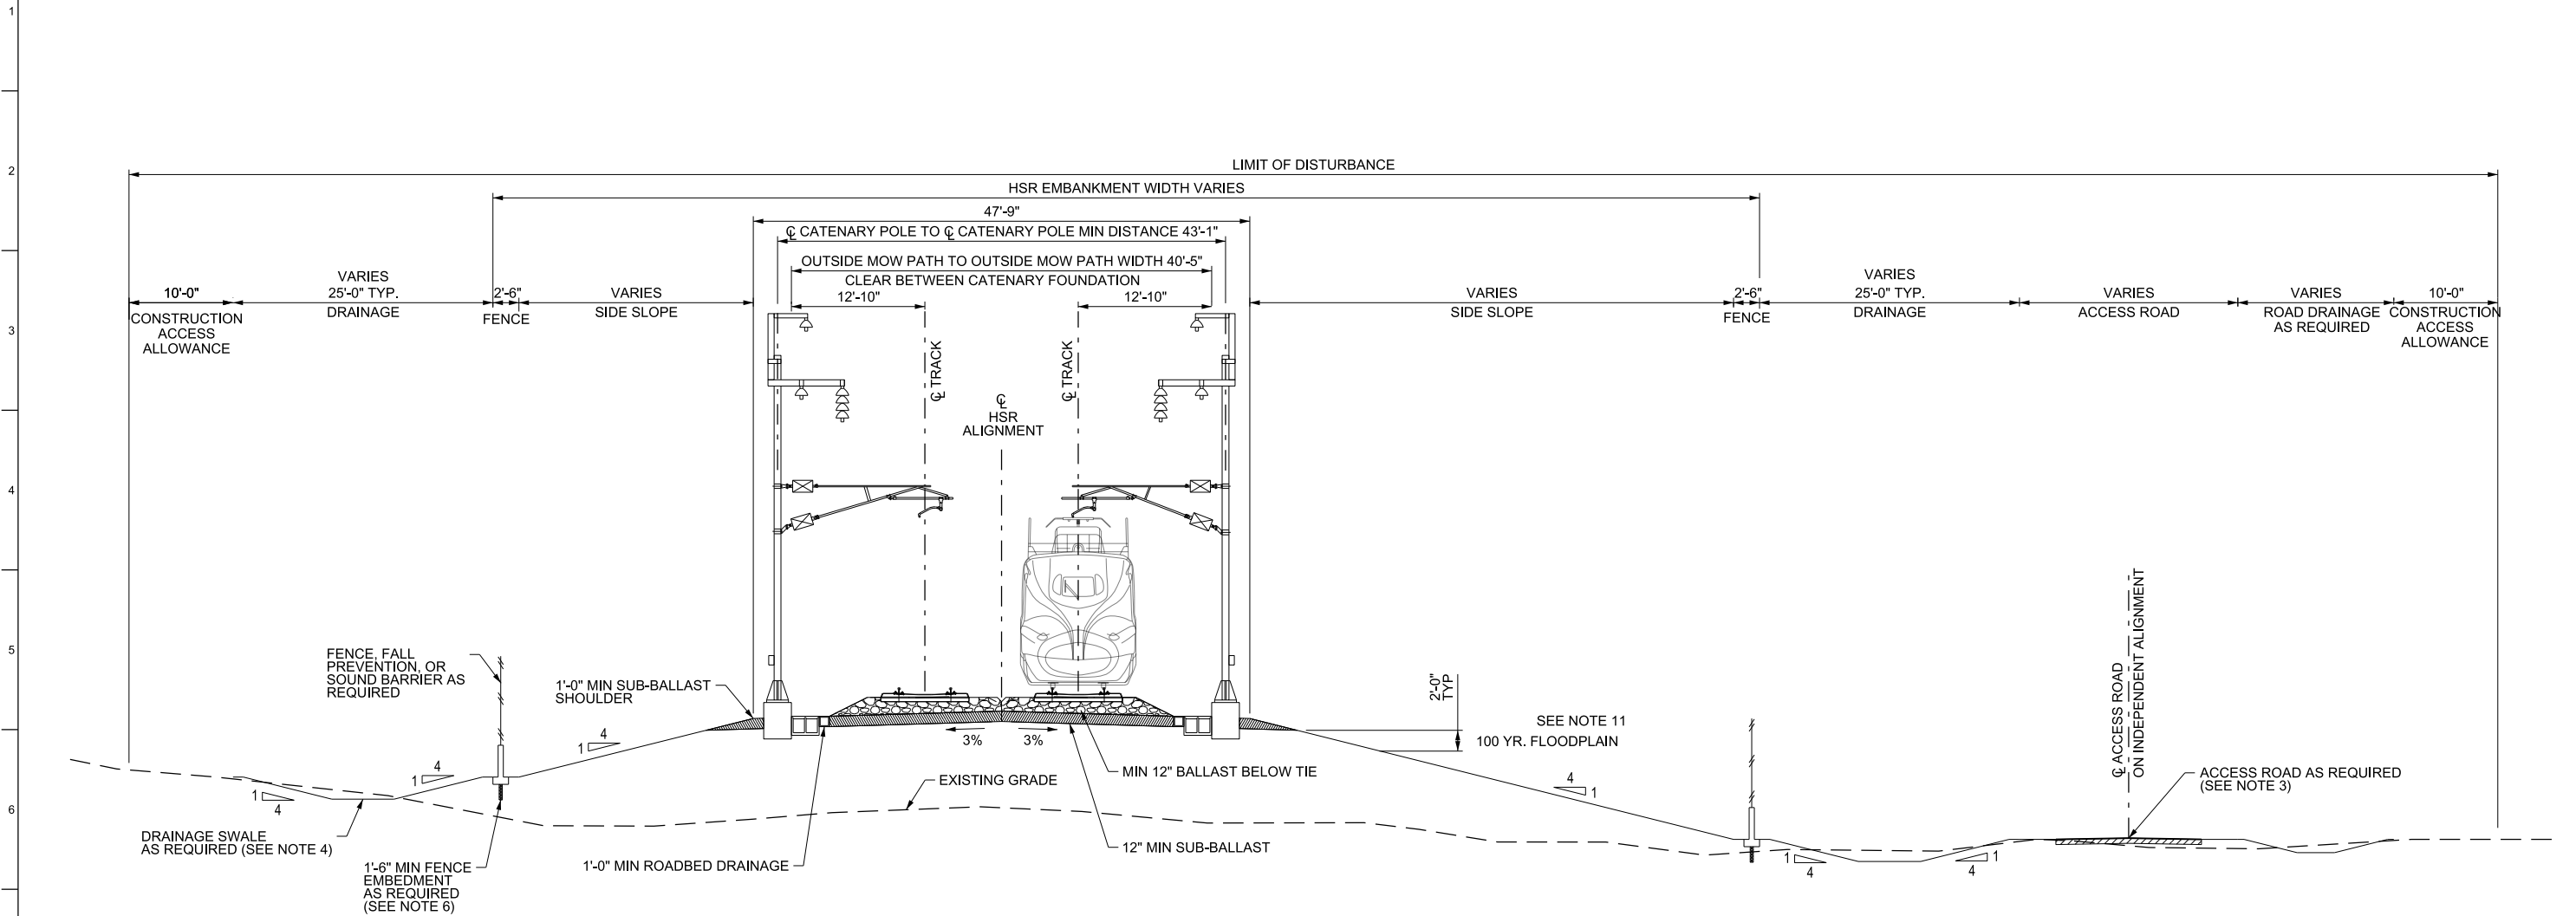 1
2
3
4
5
6
LIMIT OF DISTURBANCE
HSR EMBANKMENT WIDTH VARIES
47'-9"
℄ CATENARY POLE TO ℄ CATENARY POLE MIN DISTANCE 43'-1"
OUTSIDE MOW PATH TO OUTSIDE MOW PATH WIDTH 40'-5"
CLEAR BETWEEN CATENARY FOUNDATION
12'-10"
12'-10"
10'-0"
CONSTRUCTION
ACCESS
ALLOWANCE
VARIES
25'-0" TYP.
DRAINAGE
2'-6"
FENCE
VARIES
SIDE SLOPE
VARIES
SIDE SLOPE
2'-6"
FENCE
VARIES
25'-0" TYP.
DRAINAGE
VARIES
ACCESS ROAD
VARIES
ROAD DRAINAGE
AS REQUIRED
10'-0"
CONSTRUCTION
ACCESS
ALLOWANCE
℄ TRACK
℄
HSR
ALIGNMENT
℄ TRACK
FENCE, FALL
PREVENTION, OR
SOUND BARRIER AS
REQUIRED
1'-0" MIN SUB-BALLAST
SHOULDER
2'-0"
TYP
SEE NOTE 11
100 YR. FLOODPLAIN
℄ ACCESS ROAD
ON INDEPENDENT ALIGNMENT
3%
3%
4
1
4
1
1
4
4
1
1
4
1
4
EXISTING GRADE
MIN 12" BALLAST BELOW TIE
12" MIN SUB-BALLAST
ACCESS ROAD AS REQUIRED
(SEE NOTE 3)
DRAINAGE SWALE
AS REQUIRED (SEE NOTE 4)
1'-6" MIN FENCE
EMBEDMENT
AS REQUIRED
(SEE NOTE 6)
1'-0" MIN ROADBED DRAINAGE